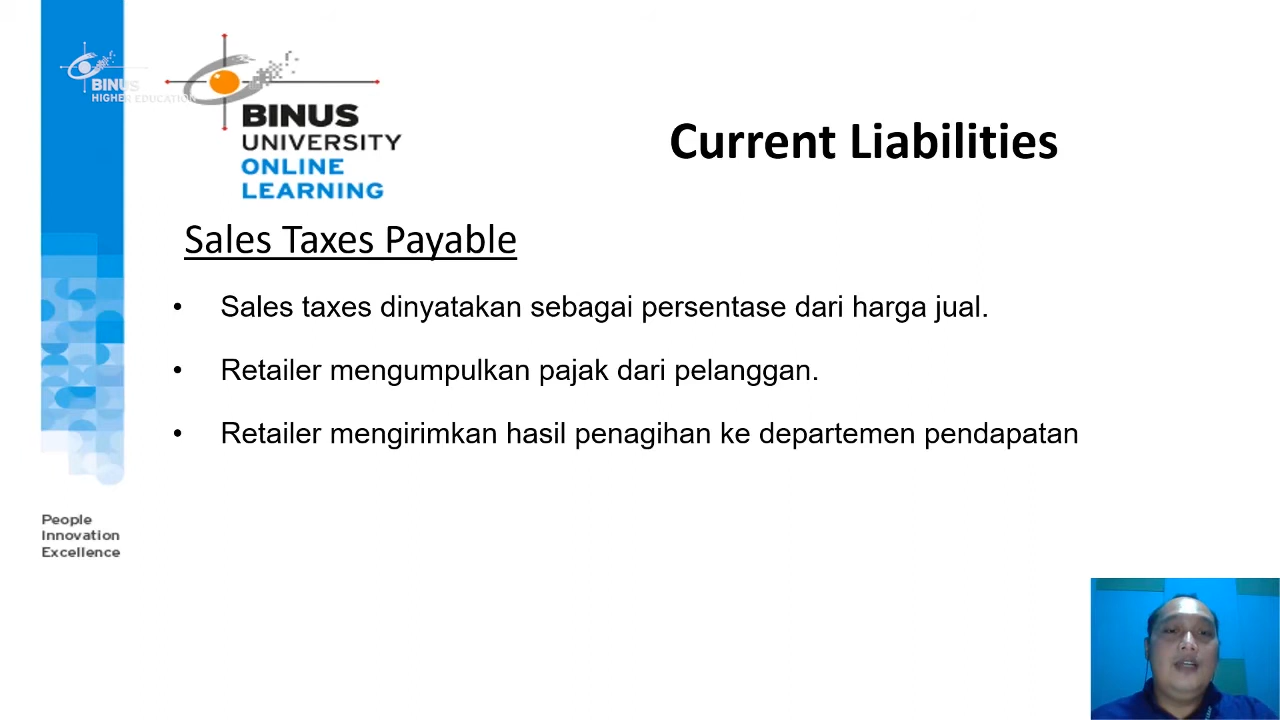 BINUS
HIGHER EDUCATION
BINUS
UNIVERSITY
ONLINE
LEARNING
Current Liabilities
Sales Taxes Payable
• Sales taxes dinyatakan sebagai persentase dari harga jual.
• Retailer mengumpulkan pajak dari pelanggan.
• Retailer mengirimkan hasil penagihan ke departemen pendapatan
People
Innovation
Excellence